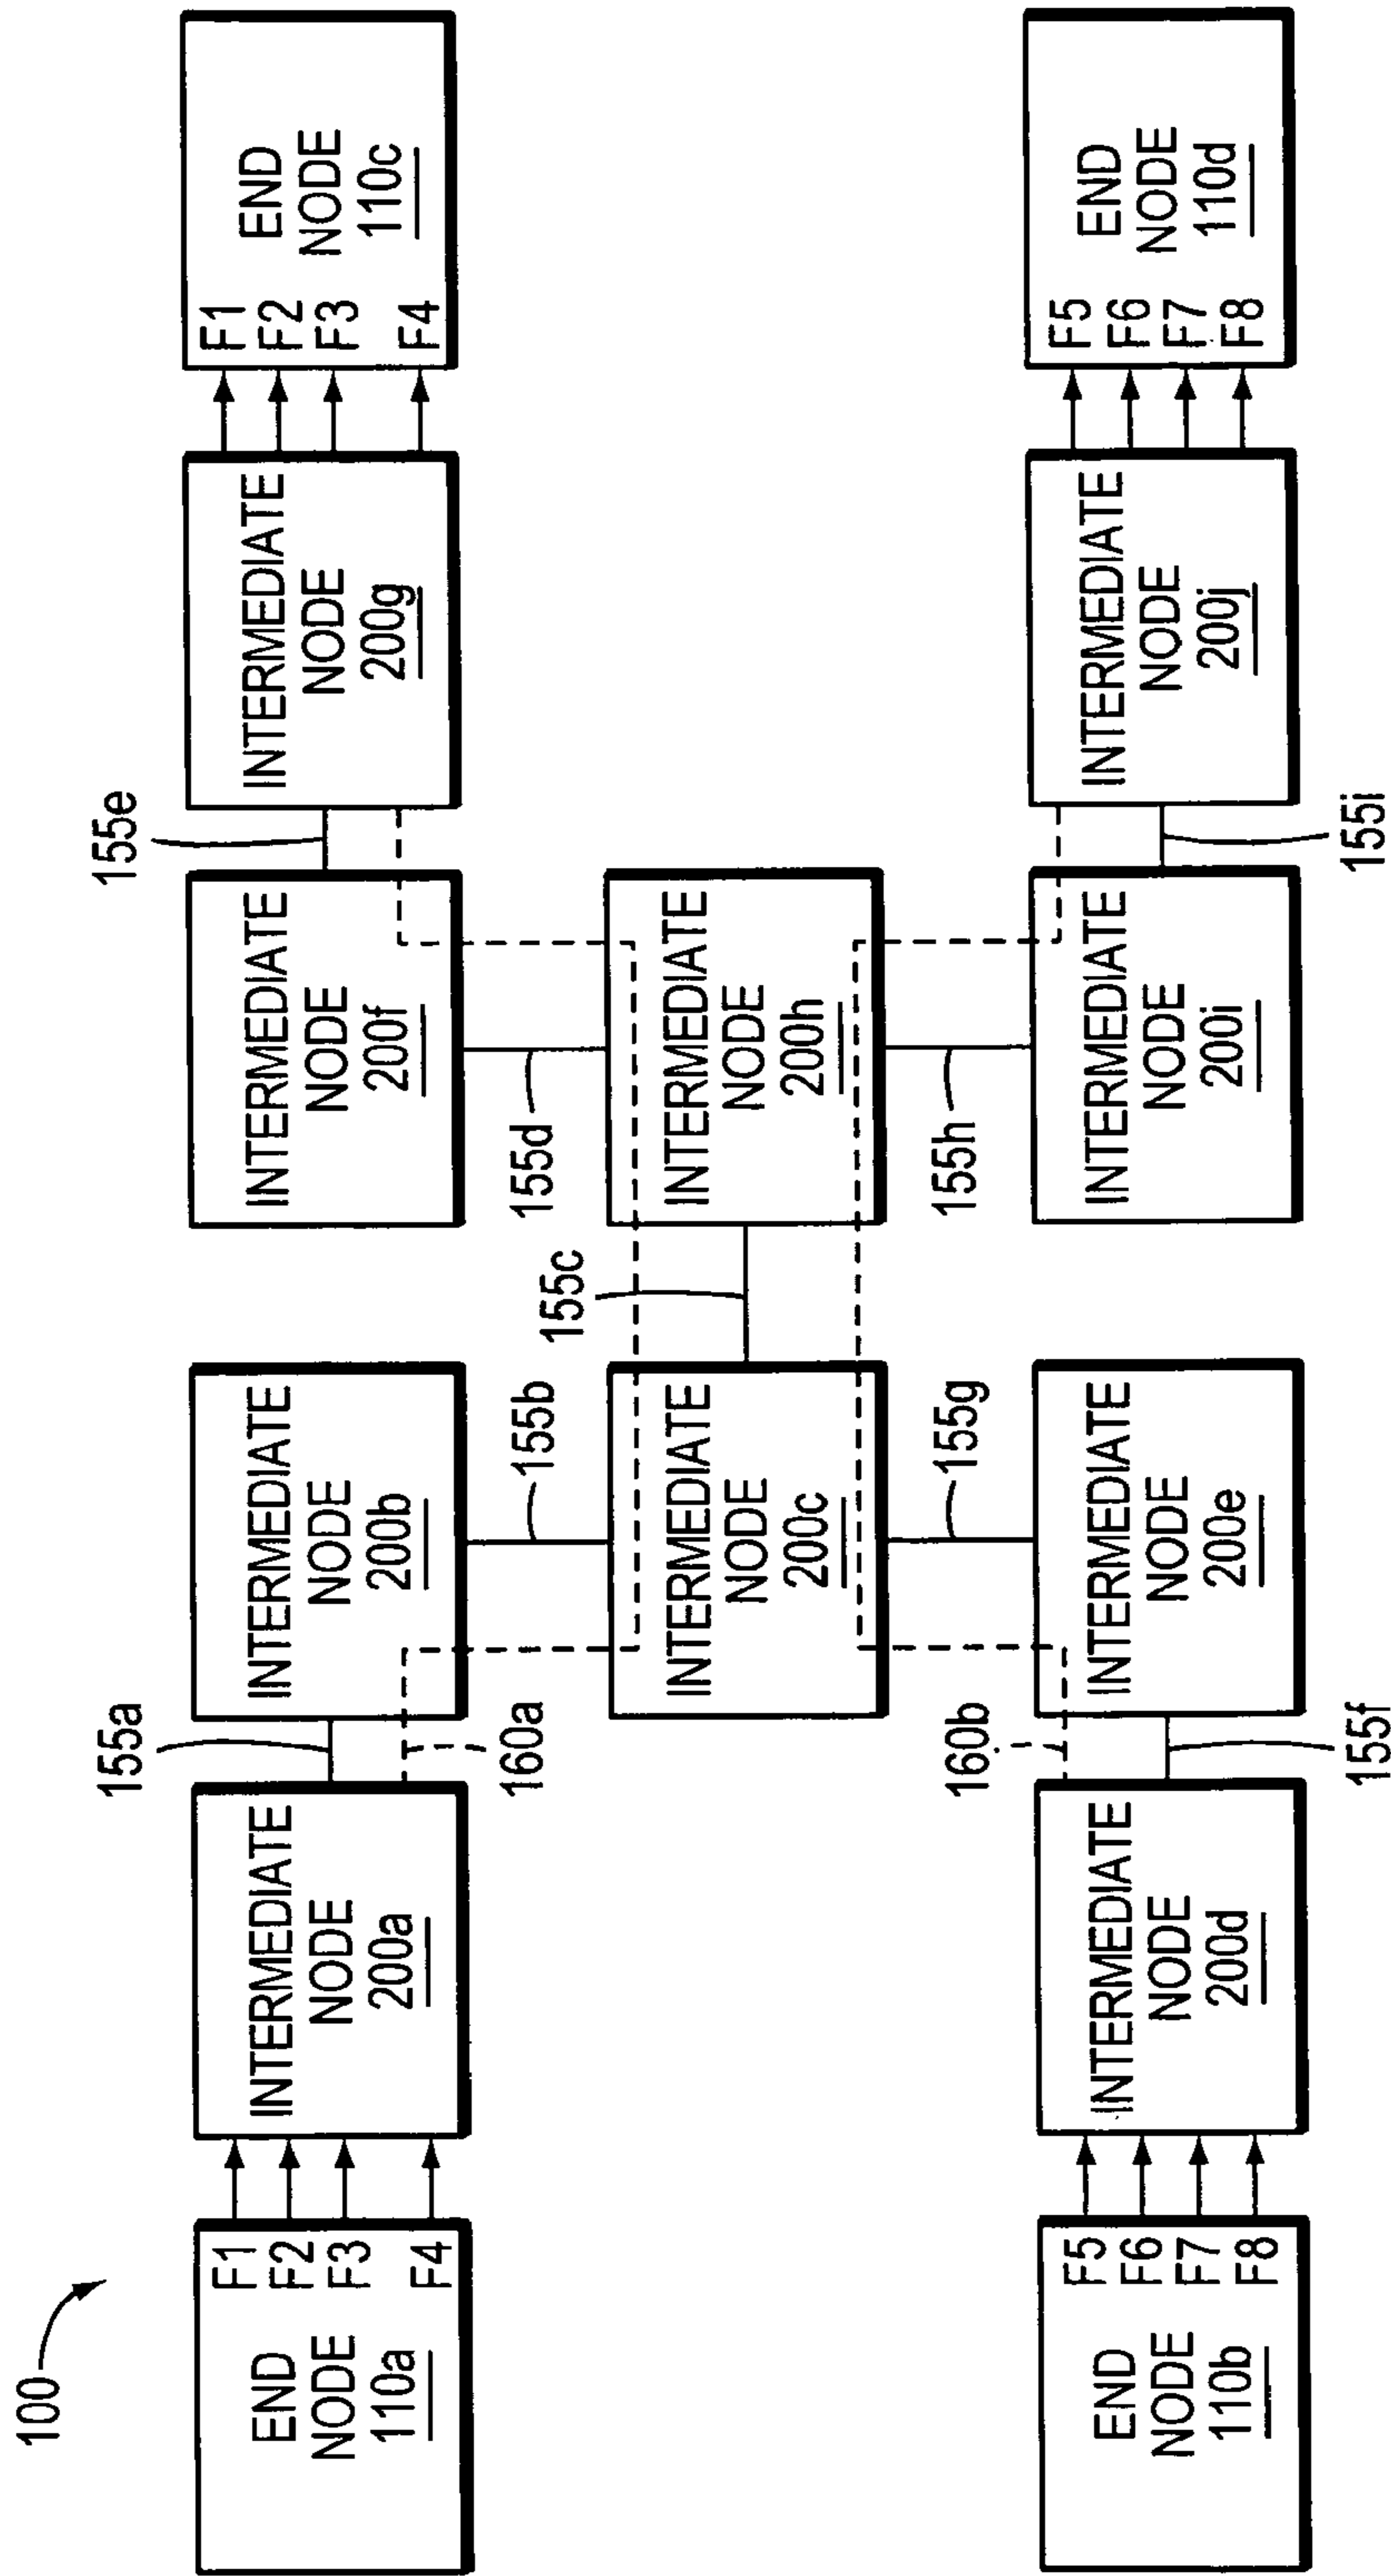 100
END
NODE
110a
F1
F2
F3
F4
INTERMEDIATE
NODE
200a
155a
160a
INTERMEDIATE
NODE
200b
155b
INTERMEDIATE
NODE
200c
155c
INTERMEDIATE
NODE
200h
155d
INTERMEDIATE
NODE
200f
155e
INTERMEDIATE
NODE
200g
F1
F2
F3
F4
END
NODE
110c
END
NODE
110b
F5
F6
F7
F8
INTERMEDIATE
NODE
200d
155f
160b
INTERMEDIATE
NODE
200e
155g
155h
INTERMEDIATE
NODE
200i
155i
INTERMEDIATE
NODE
200j
F5
F6
F7
F8
END
NODE
110d